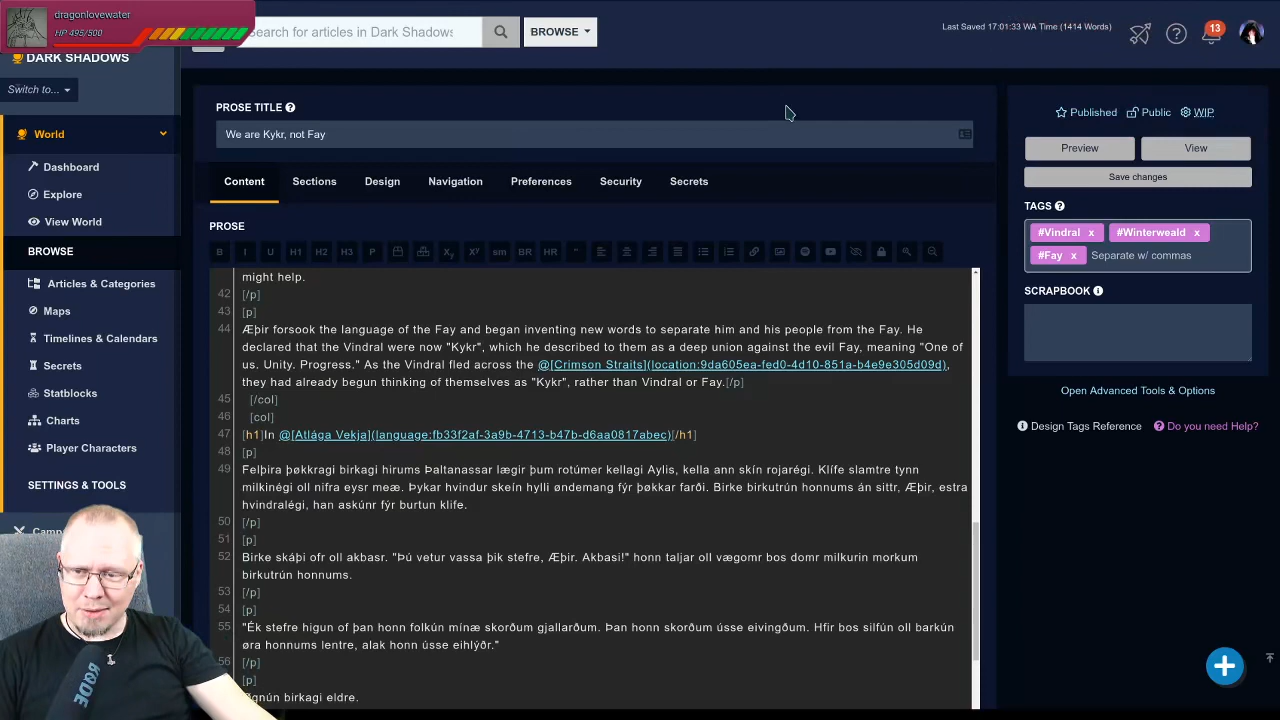 dragonlovewater
HP 495/500
Search for articles in Dark Shadows
BROWSE
Last Saved 17:01:33 WA Time (1414 Words)
13
DARK SHADOWS
Switch to...
World
Dashboard
Explore
View World
BROWSE
Articles & Categories
Maps
Timelines & Calendars
Secrets
Statblocks
Charts
Player Characters
SETTINGS & TOOLS
PROSE TITLE
We are Kykr, not Fay
Content Sections Design Navigation Preferences Security Secrets
PROSE
B I U H1 H2 H3 P Xy X^y sm BR HR "
might help.
42 [/p]
43 [p]
44 Æþir forsook the language of the Fay and began inventing new words to separate him and his people from the Fay. He
declared that the Vindral were now "Kykr", which he described to them as a deep union against the evil Fay, meaning "One of
us. Unity. Progress." As the Vindral fled across the @[Crimson Straits](location:9da605ea-fed0-4d10-851a-b4e9e305d09d),
they had already begun thinking of themselves as "Kykr", rather than Vindral or Fay.[/p]
45 [/col]
46 [col]
47 [h1]In @[Atlága Vekja](language:fb33f2af-3a9b-4713-b47b-d6aa0817abec)[/h1]
48 [p]
49 Felþira þøkkragi birkagi hirums Þaltanassar lægir þum rotúmer kellagi Aylis, kella ann skín rojarégi. Klífe slamtre tynn
milkinégi oll nifra eysr meæ. Þykar hvindur skeín hylli øndemang fýr þøkkar farði. Birke birkutrún honnums án sittr, Æþir, estra
hvindralégi, han askúnr fýr burtun klife.
50 [/p]
51 [p]
52 Birke skáþi ofr oll akbasr. "Þú vetur vassa þik stefre, Æþir. Akbasi!" honn taljar oll vægomr bos domr milkurin morkum
birkutrún honnums.
53 [/p]
54 [p]
55 "Ék stefre higun of þan honn folkún mínæ skorðum gjallarðum. Þan honn skorðum ússe eivingðum. Hfir bos silfún oll barkún
øra honnums lentre, alak honn ússe eihlýðr."
56 [/p]
[p]
birkagi eldre.
Published Public WIP
Preview View
Save changes
TAGS
#Vindral x #Winterweald x
#Fay x Separate w/ commas
SCRAPBOOK
Open Advanced Tools & Options
Design Tags Reference Do you need Help?
RØDE